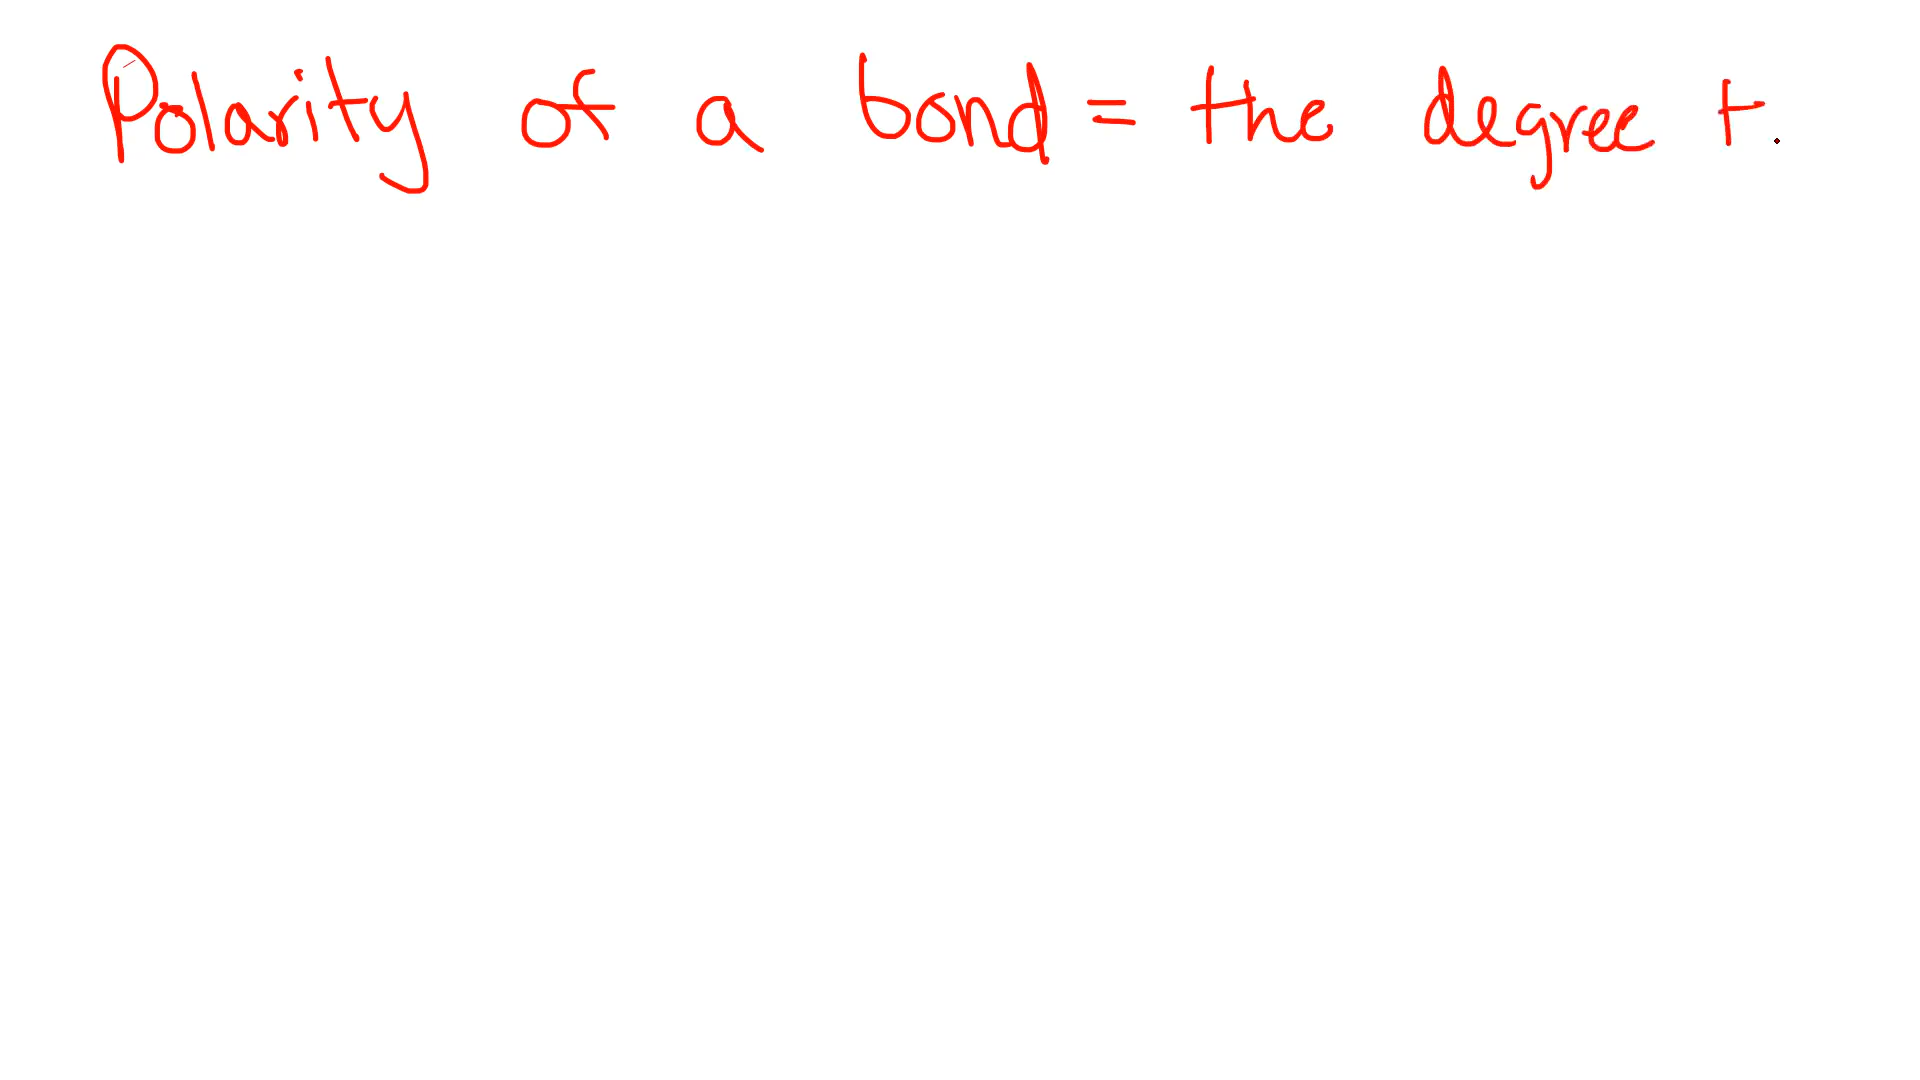 Polarity of a bond = the degree t